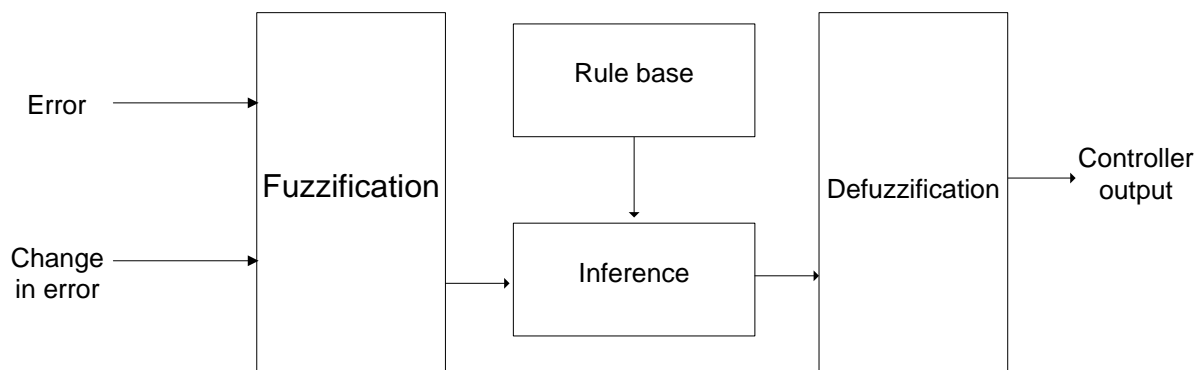 Error
Change
in error
Fuzzification
Rule base
Inference
Defuzzification
Controller
output